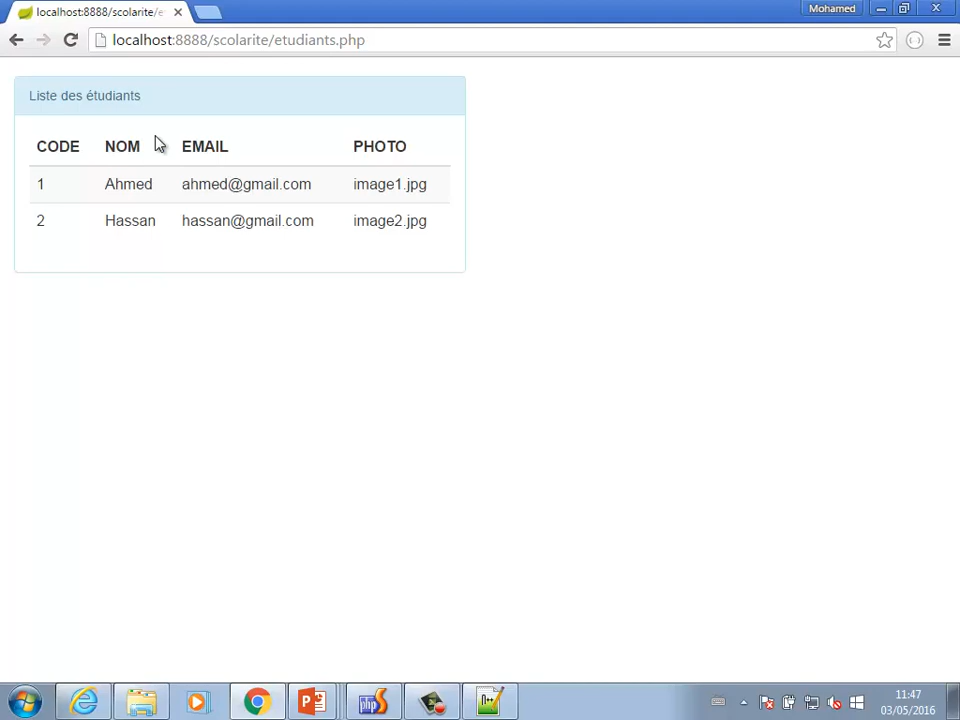 localhost:8888/scolarite/e
Mohamed
localhost:8888/scolarite/etudiants.php
Liste des étudiants
CODE NOM EMAIL PHOTO
1 Ahmed ahmed@gmail.com image1.jpg
2 Hassan hassan@gmail.com image2.jpg
11:47
03/05/2016